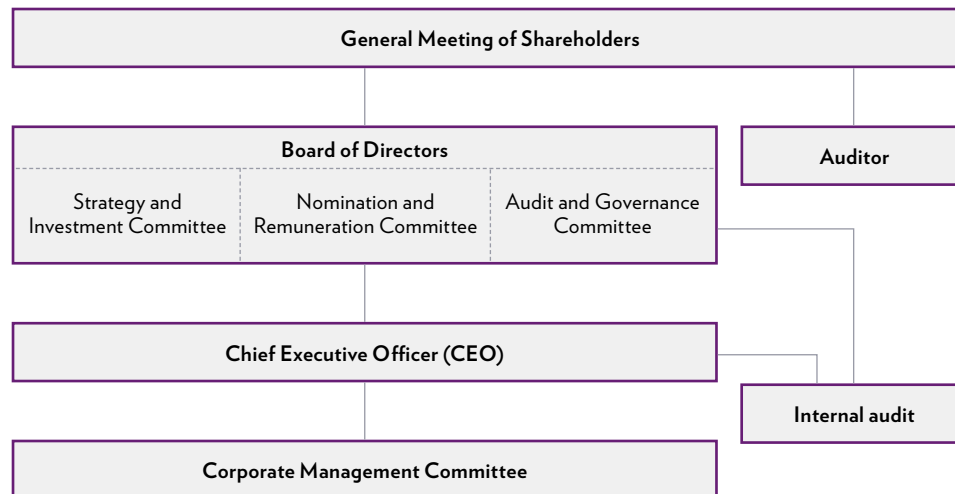 General Meeting of Shareholders
Board of Directors
Auditor
Strategy and
Investment Committee
Nomination and
Remuneration Committee
Audit and Governance
Committee
Chief Executive Officer (CEO)
Internal audit
Corporate Management Committee